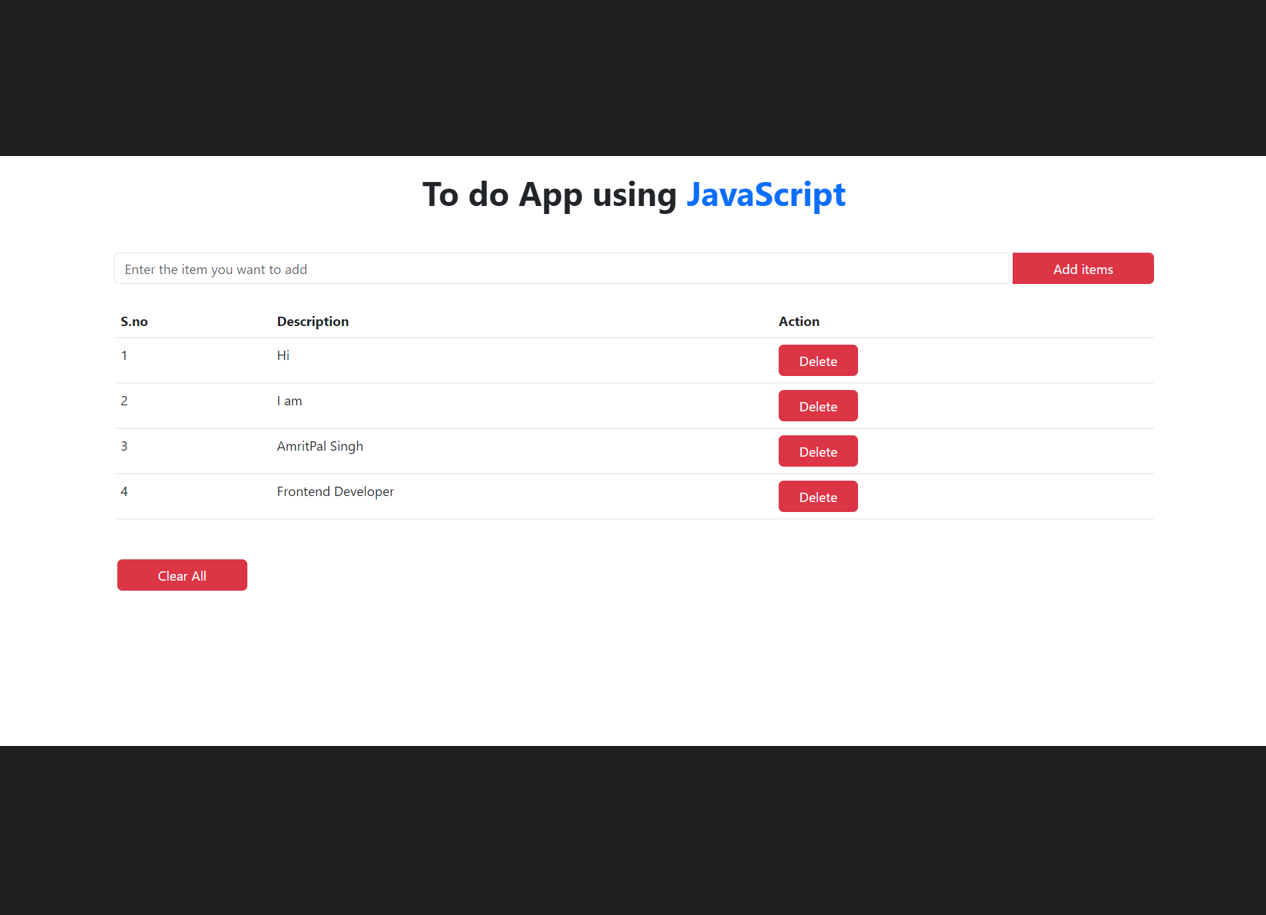 To do App using JavaScript
Enter the item you want to add Add items
S.no Description Action
1 Hi Delete
2 I am Delete
3 AmritPal Singh Delete
4 Frontend Developer Delete
Clear All